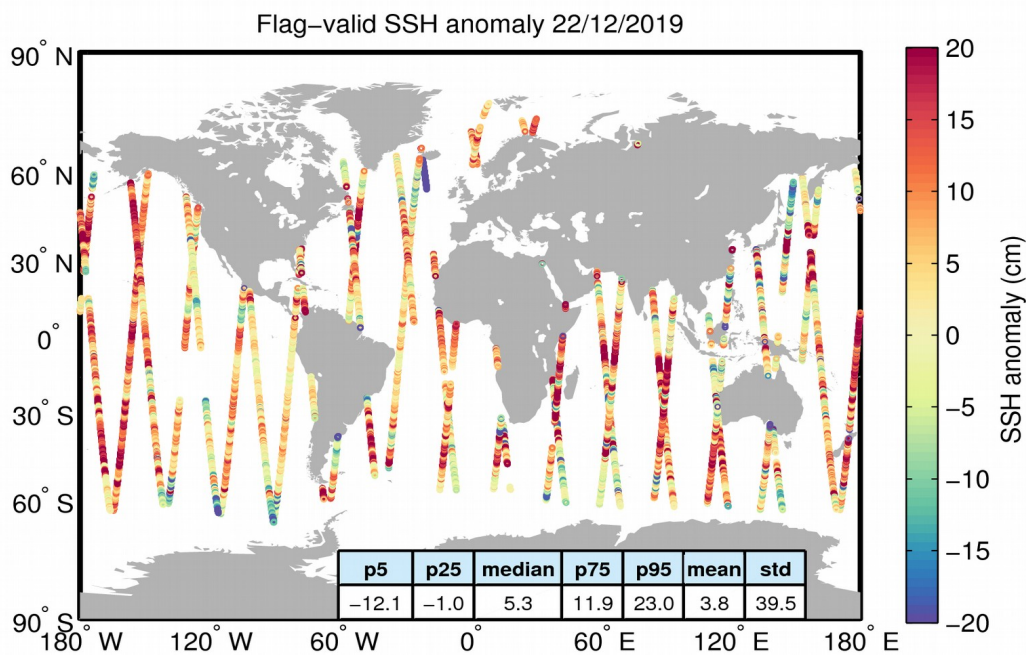 Flag−valid SSH anomaly 22/12/2019
90° N
60° N
30° N
0°
30° S
60° S
90° S
180° W
120° W
60° W
0°
60° E
120° E
180° E
p5 p25 median p75 p95 mean std
−12.1 −1.0 5.3 11.9 23.0 3.8 39.5
20
15
10
5
0
−5
−10
−15
−20
SSH anomaly (cm)